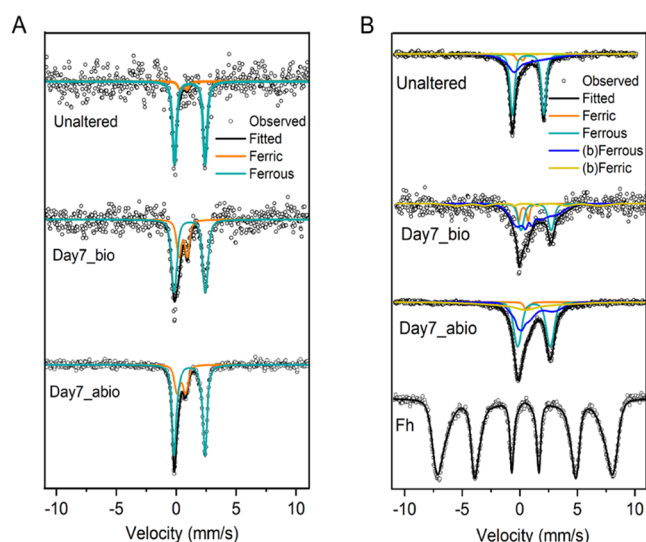 A
Unaltered
Observed
Fitted
Ferric
Ferrous
Day7_bio
Day7_abio
-10 -5 0 5 10
Velocity (mm/s)
B
Unaltered
Observed
Fitted
Ferric
Ferrous
(b)Ferrous
(b)Ferric
Day7_bio
Day7_abio
Fh
-10 -5 0 5 10
Velocity (mm/s)